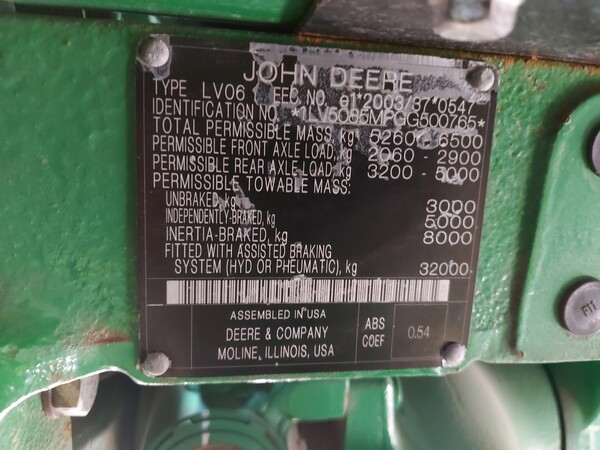 JOHN DEERE
TYPE LV06 EEC NO. e1*2003/37*0547
IDENTIFICATION NO.
TOTAL PERMISSIBLE MASS, kg 5260 - 6500
PERMISSIBLE FRONT AXLE LOAD, kg 2060 - 2900
PERMISSIBLE REAR AXLE LOAD, kg 3200 - 5000
PERMISSIBLE TOWABLE MASS:
UNBRAKED, kg 3000
INDEPENDENTLY-BRAKED, kg 5000
INERTIA-BRAKED, kg 8000
FITTED WITH ASSISTED BRAKING
SYSTEM (HYD OR PNEUMATIC), kg 32000
ASSEMBLED IN USA
DEERE & COMPANY
MOLINE, ILLINOIS, USA
ABS
COEF
0.54
F11